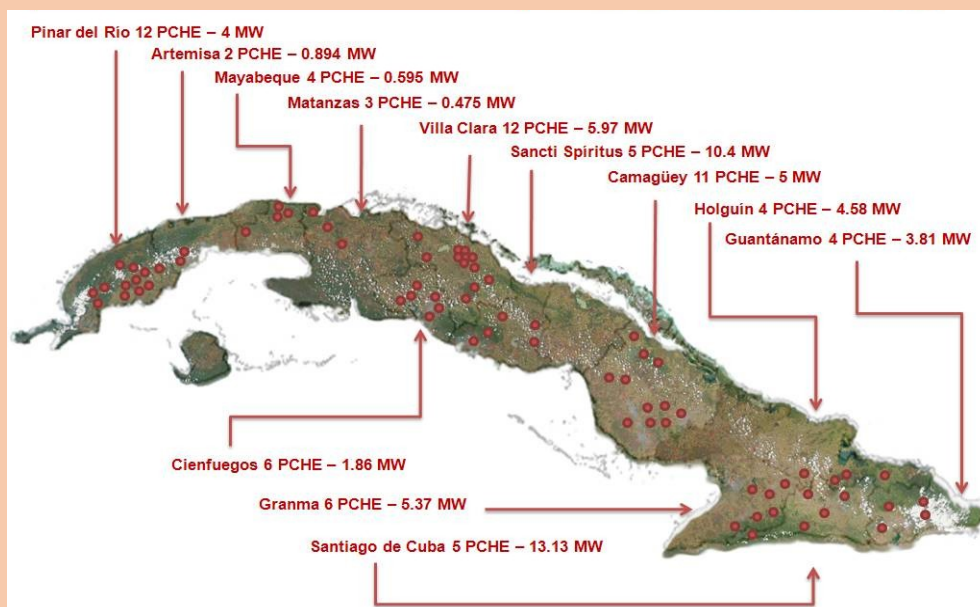 Pinar del Río 12 PCHE – 4 MW
Artemisa 2 PCHE – 0.894 MW
Mayabeque 4 PCHE – 0.595 MW
Matanzas 3 PCHE – 0.475 MW
Villa Clara 12 PCHE – 5.97 MW
Sancti Spíritus 5 PCHE – 10.4 MW
Camagüey 11 PCHE – 5 MW
Holguín 4 PCHE – 4.58 MW
Guantánamo 4 PCHE – 3.81 MW
Cienfuegos 6 PCHE – 1.86 MW
Granma 6 PCHE – 5.37 MW
Santiago de Cuba 5 PCHE – 13.13 MW